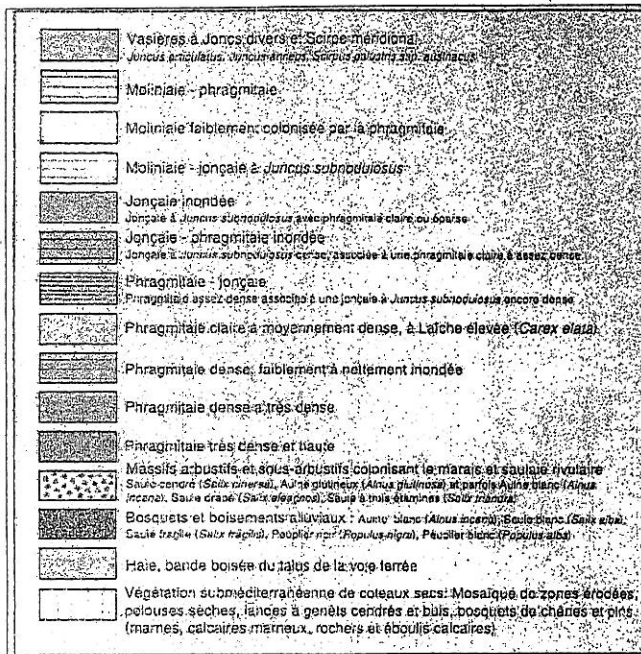 Vasières à Joncs divers et Scirpe méridional
Juncus articulatus, Juncus
Moliniaie - phragmitaie
Moliniaie faiblement colonisée par la phragmitaie
Moliniaie - jonçaie à Juncus subnodulosus
Jonçaie inondée
Jonçaie à Juncus subnodulosus avec phragmitaie claire ou éparse
Jonçaie - phragmitaie inondée
Jonçaie à Juncus subnodulosus dense, associée à une phragmitaie claire à assez dense
Phragmitaie - jonçaie
Phragmitaie assez dense associée à une jonçaie à Juncus subnodulosus encore dense
Phragmitaie claire à moyennement dense, à Laîche élevée (Carex elata)
Phragmitaie dense, faiblement à nettement inondée
Phragmitaie dense à très dense
Phragmitaie très dense et haute
Massifs arbustifs et sous-arbustifs colonisant le marais et saulaie rivulaire
Saule cendré (Salix cinerea), Aulne glutineux (Alnus glutinosa) et parfois Aulne blanc (Alnus
incana), Saule drapé (Salix eleagnos), Saule à trois étamines (Salix triandra)
Bosquets et boisements alluviaux : Aulne blanc (Alnus incana), Saule blanc (Salix alba),
Saule fragile (Salix fragilis), Peuplier noir (Populus nigra), Peuplier blanc (Populus alba)
Haie, bande boisée du talus de la voie ferrée
Végétation subméditerranéenne de coteaux secs: Mosaïque de zones érodées,
pelouses sèches, landes à genêts cendrés et buis, bosquets de chênes et pins
(marnes, calcaires marneux, rochers et éboulis calcaires)